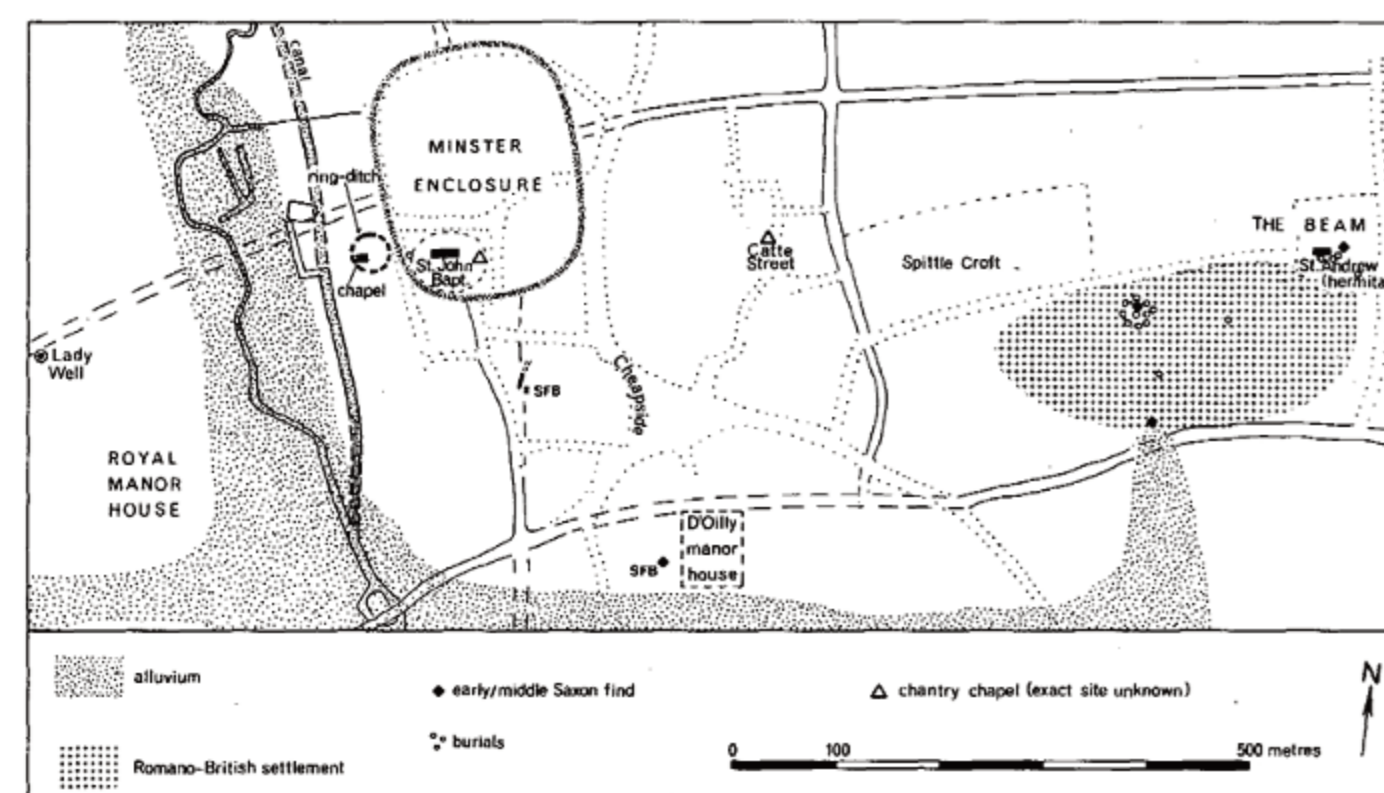 canal
MINSTER
ENCLOSURE
ring-ditch
St. John
Bapt.
chapel
Catte
Street
Spittle Croft
THE BEAM
St. Andrew
(hermita
Lady
Well
Cheapside
SFB
ROYAL
MANOR
HOUSE
D'Oilly
manor
house
SFB
alluvium
early/middle Saxon find
chantry chapel (exact site unknown)
N
burials
0 100 500 metres
Romano-British settlement